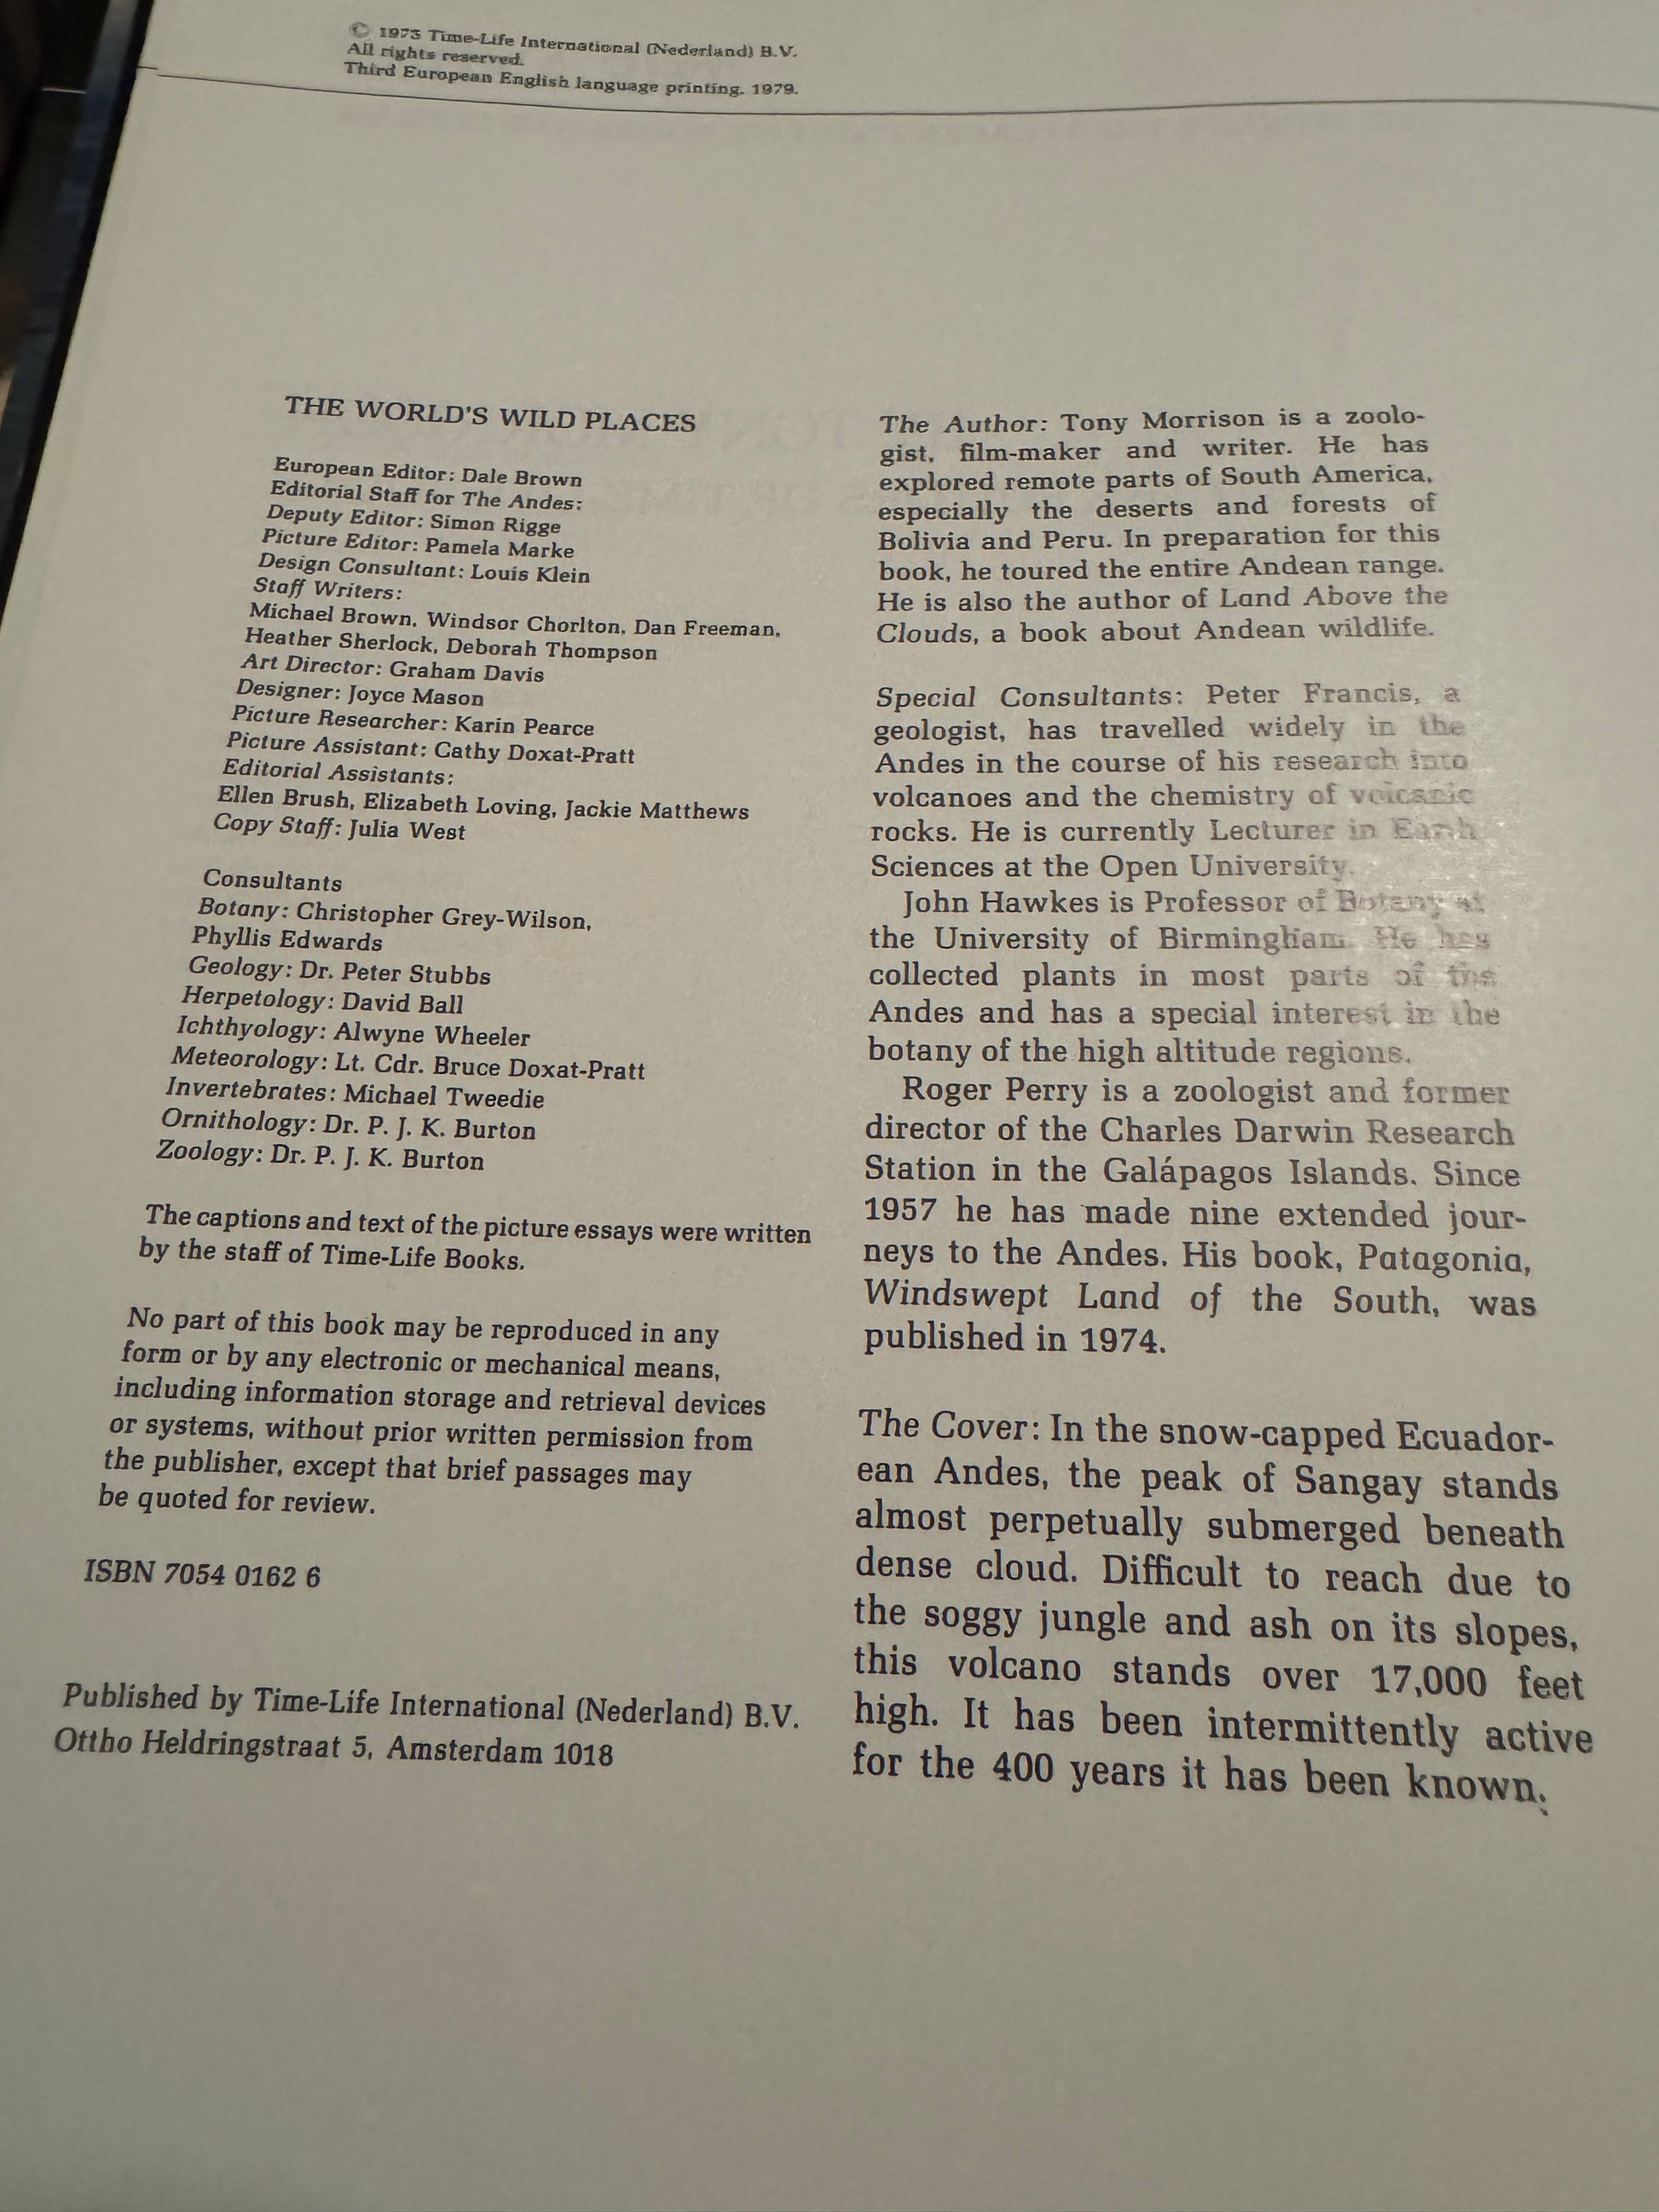 © 1975 Time-Life International (Nederland) B.V.
All rights reserved.
Third European English language printing. 1979.
THE WORLD'S WILD PLACES
European Editor: Dale Brown
Editorial Staff for The Andes:
Deputy Editor: Simon Rigge
Picture Editor: Pamela Marke
Design Consultant: Louis Klein
Staff Writers:
Michael Brown, Windsor Chorlton, Dan Freeman,
Heather Sherlock, Deborah Thompson
Art Director: Graham Davis
Designer: Joyce Mason
Picture Researcher: Karin Pearce
Picture Assistant: Cathy Doxat-Pratt
Editorial Assistants:
Ellen Brush, Elizabeth Loving, Jackie Matthews
Copy Staff: Julia West
Consultants
Botany: Christopher Grey-Wilson,
Phyllis Edwards
Geology: Dr. Peter Stubbs
Herpetology: David Ball
Ichthyology: Alwyne Wheeler
Meteorology: Lt. Cdr. Bruce Doxat-Pratt
Invertebrates: Michael Tweedie
Ornithology: Dr. P. J. K. Burton
Zoology: Dr. P. J. K. Burton
The captions and text of the picture essays were written
by the staff of Time-Life Books.
No part of this book may be reproduced in any
form or by any electronic or mechanical means,
including information storage and retrieval devices
or systems, without prior written permission from
the publisher, except that brief passages may
be quoted for review.
ISBN 7054 0162 6
Published by Time-Life International (Nederland) B.V.
Ottho Heldringstraat 5, Amsterdam 1018
The Author: Tony Morrison is a zoolo-
gist, film-maker and writer. He has
explored remote parts of South America,
especially the deserts and forests of
Bolivia and Peru. In preparation for this
book, he toured the entire Andean range.
He is also the author of Land Above the
Clouds, a book about Andean wildlife.
Special Consultants: Peter Francis, a
geologist, has travelled widely in the
Andes in the course of his research into
volcanoes and the chemistry of volcanic
rocks. He is currently Lecturer in Earth
Sciences at the Open University.
John Hawkes is Professor of Botany at
the University of Birmingham. He has
collected plants in most parts of the
Andes and has a special interest in the
botany of the high altitude regions.
Roger Perry is a zoologist and former
director of the Charles Darwin Research
Station in the Galápagos Islands. Since
1957 he has made nine extended jour-
neys to the Andes. His book, Patagonia,
Windswept Land of the South, was
published in 1974.
The Cover: In the snow-capped Ecuador-
ean Andes, the peak of Sangay stands
almost perpetually submerged beneath
dense cloud. Difficult to reach due to
the soggy jungle and ash on its slopes,
this volcano stands over 17,000 feet
high. It has been intermittently active
for the 400 years it has been known.